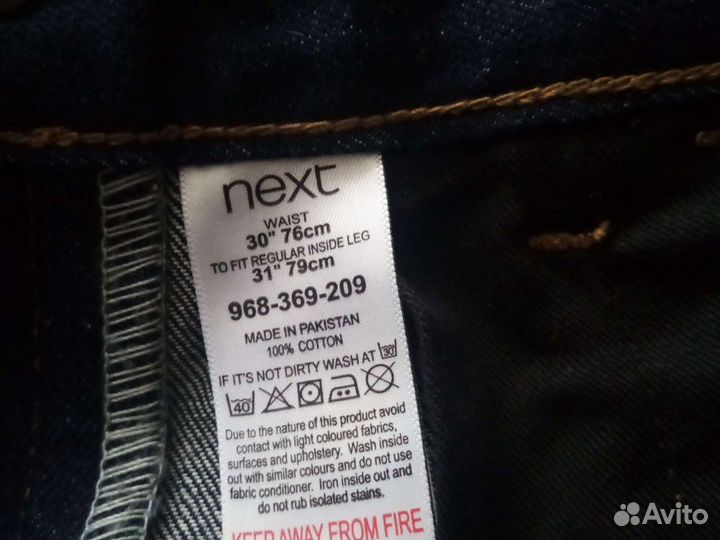 next
WAIST
30" 76cm
TO FIT REGULAR INSIDE LEG
31" 79cm
968-369-209
MADE IN PAKISTAN
100% COTTON
IF IT'S NOT DIRTY WASH AT 30
40
Due to the nature of this product avoid
contact with light coloured fabrics,
surfaces and upholstery. Wash inside
out with similar colours and do not use
fabric conditioner. Iron inside out and
do not rub isolated stains.
KEEP AWAY FROM FIRE
Avito